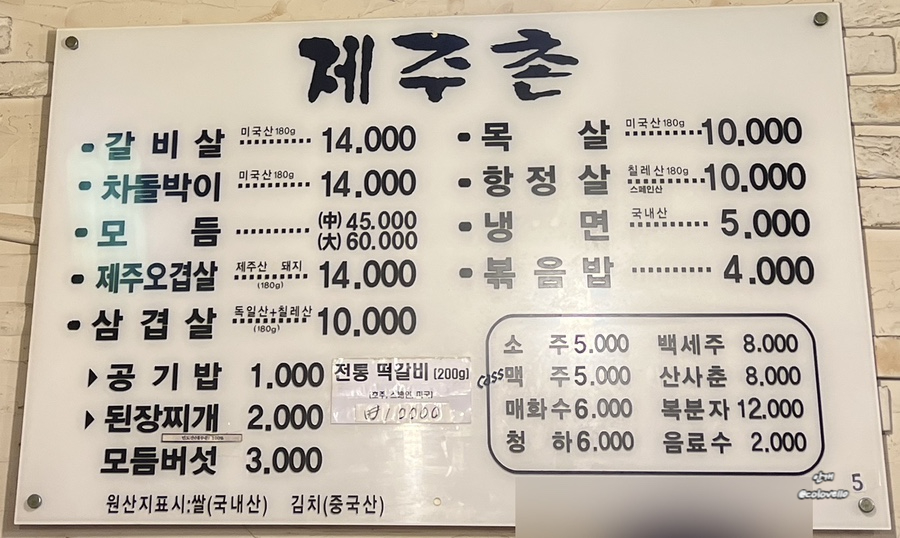 제주촌
• 갈비살 미국산 180g 14.000
• 차돌박이 미국산 180g 14.000
• 모듬 (中) 45.000
(大) 60.000
• 제주오겹살 제주산 돼지 (180g) 14.000
• 삼겹살 독일산+칠레산 (180g) 10.000
▸ 공기밥 1.000
▸ 된장찌개 2.000
모듬버섯 3.000
원산지표시:쌀(국내산) 김치(중국산)
전통 떡갈비 (200g)
(호주, 스페인, 미국)
₩10000
• 목살 미국산 180g 10.000
• 항정살 칠레산 180g 스페인산 10.000
• 냉면 국내산 5.000
• 볶음밥 4.000
소주 5.000 백세주 8.000
cass 맥주 5.000 산사춘 8.000
매화수 6.000 복분자 12.000
청하 6.000 음료수 2.000
5
@colovello